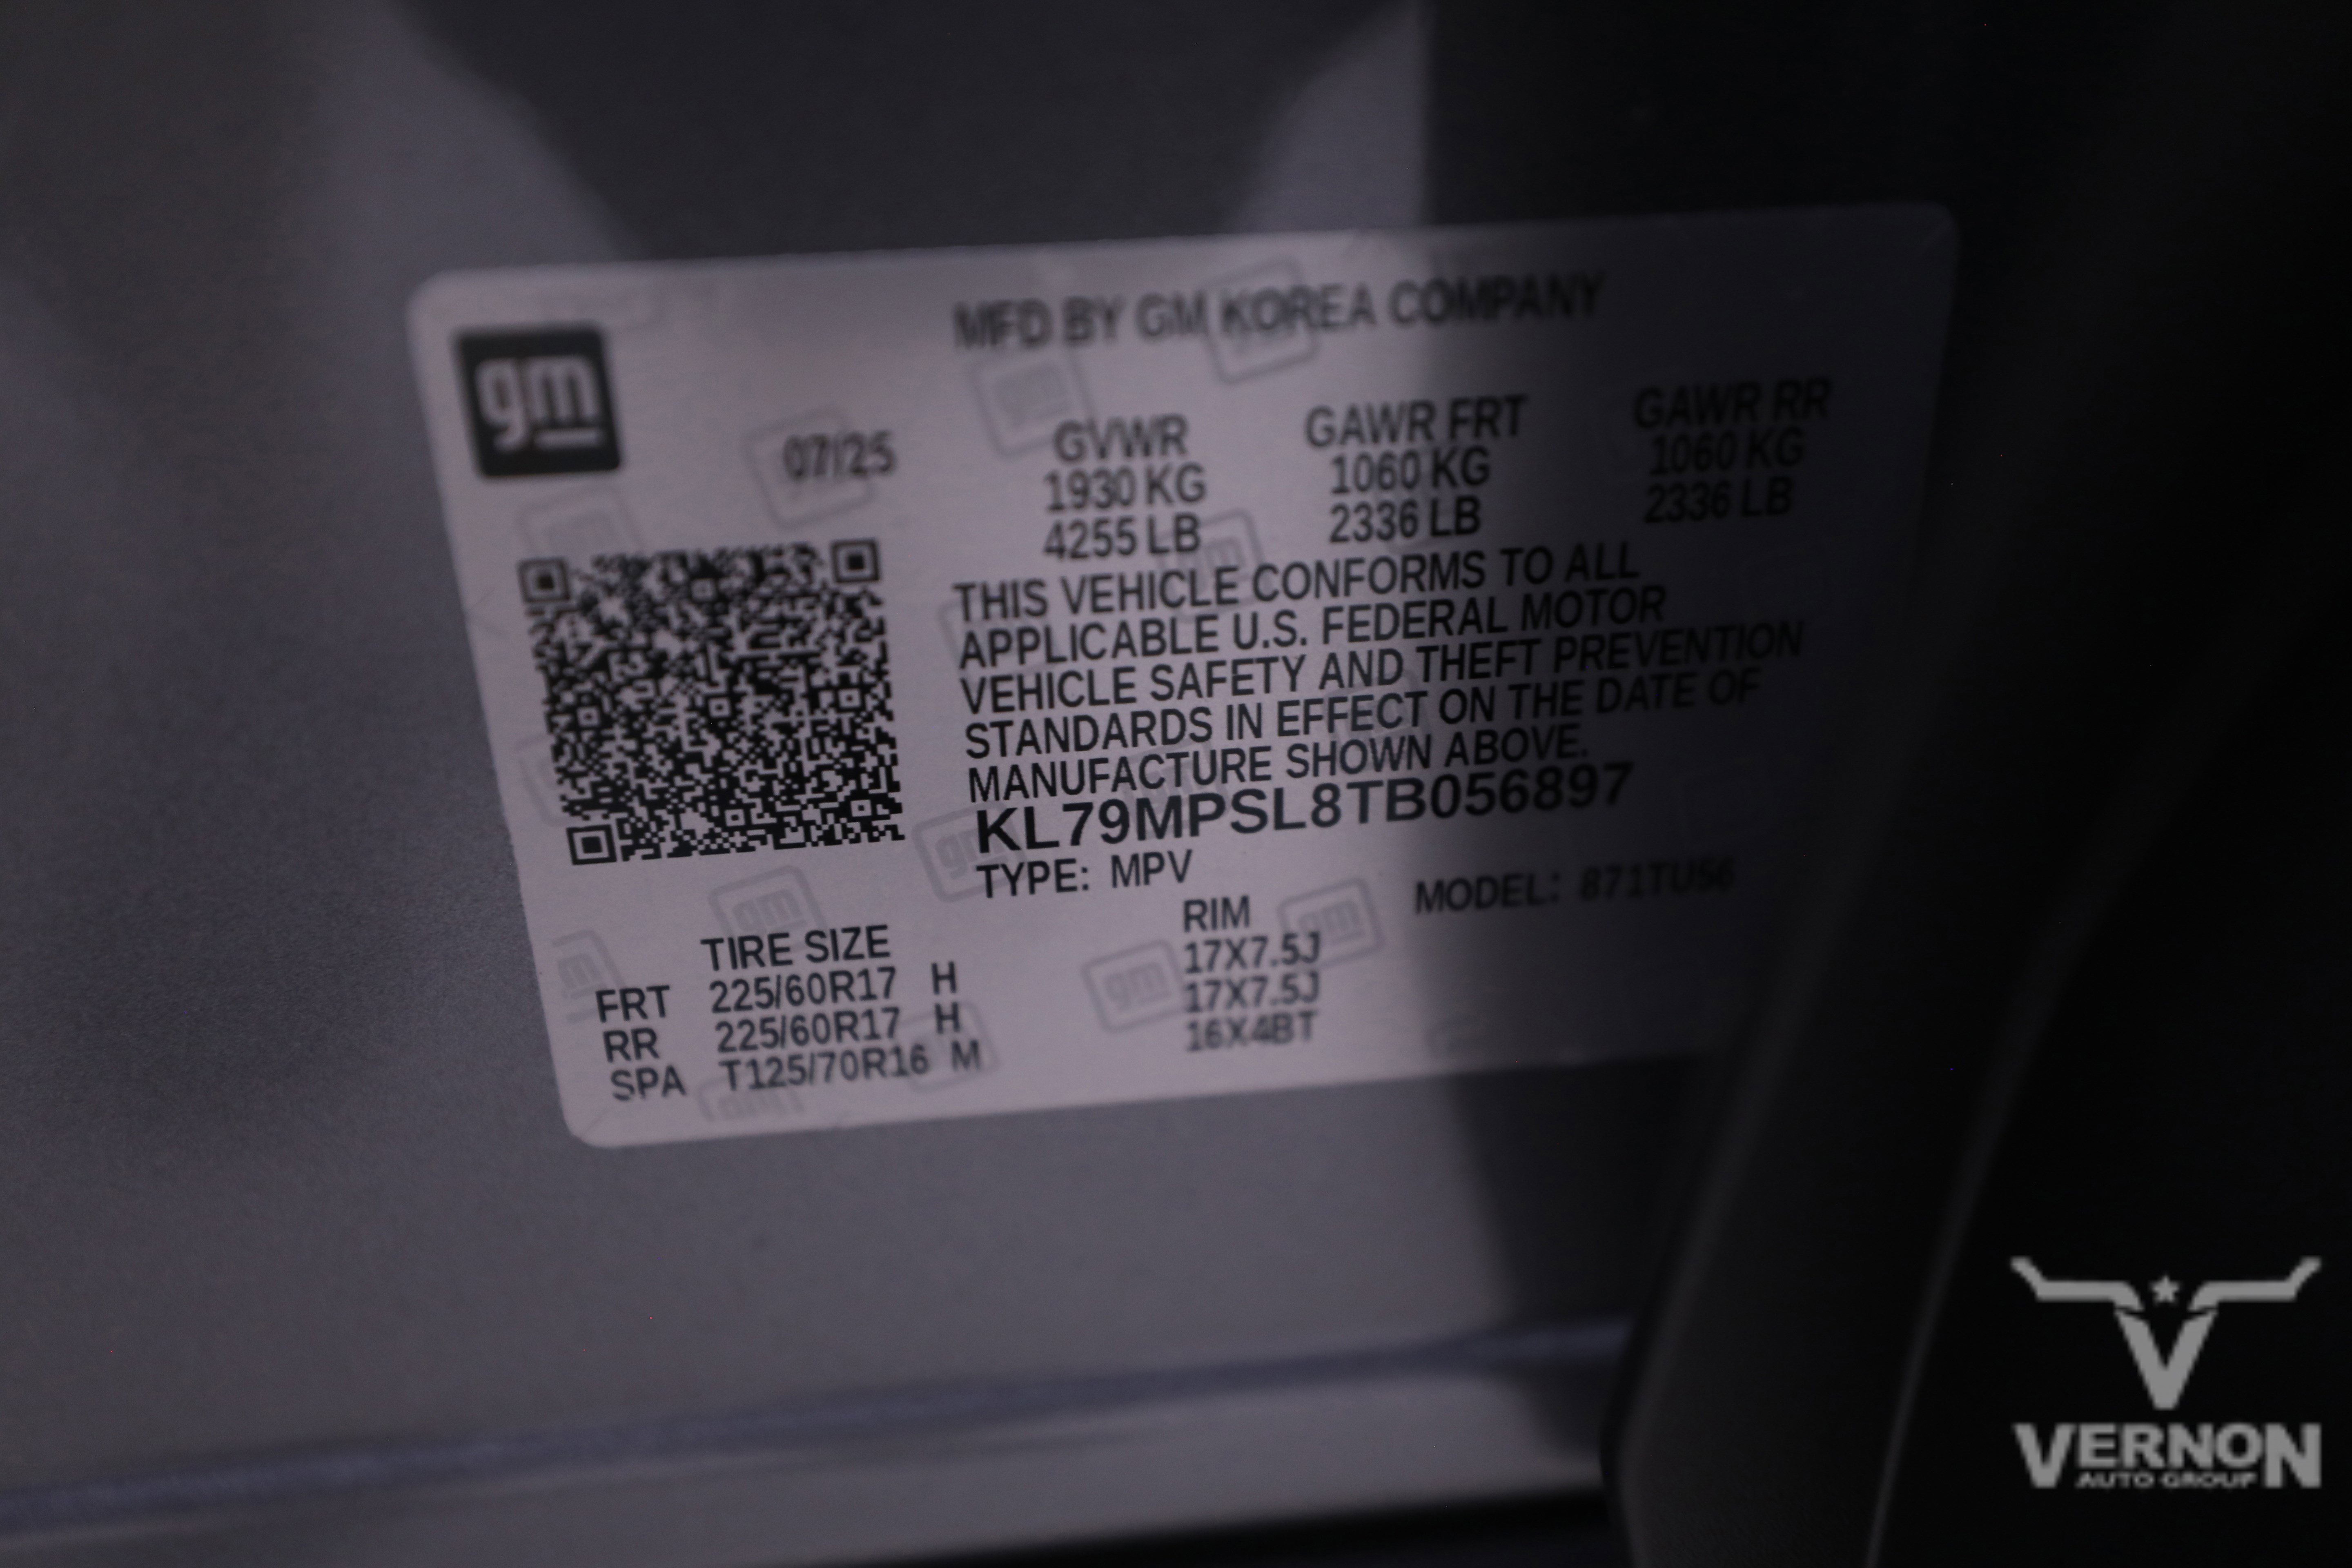 MFD BY GM KOREA COMPANY
gm
07/25
GVWR GAWR FRT GAWR RR
1930 KG 1060 KG 1060 KG
4255 LB 2336 LB 2336 LB
THIS VEHICLE CONFORMS TO ALL
APPLICABLE U.S. FEDERAL MOTOR
VEHICLE SAFETY AND THEFT PREVENTION
STANDARDS IN EFFECT ON THE DATE OF
MANUFACTURE SHOWN ABOVE.
KL79MPSL8TB056897
TYPE: MPV MODEL: 871TU56
TIRE SIZE RIM
FRT 225/60R17 H 17X7.5J
RR 225/60R17 H 17X7.5J
SPA T125/70R16 M 16X4BT
VERNON
AUTO GROUP